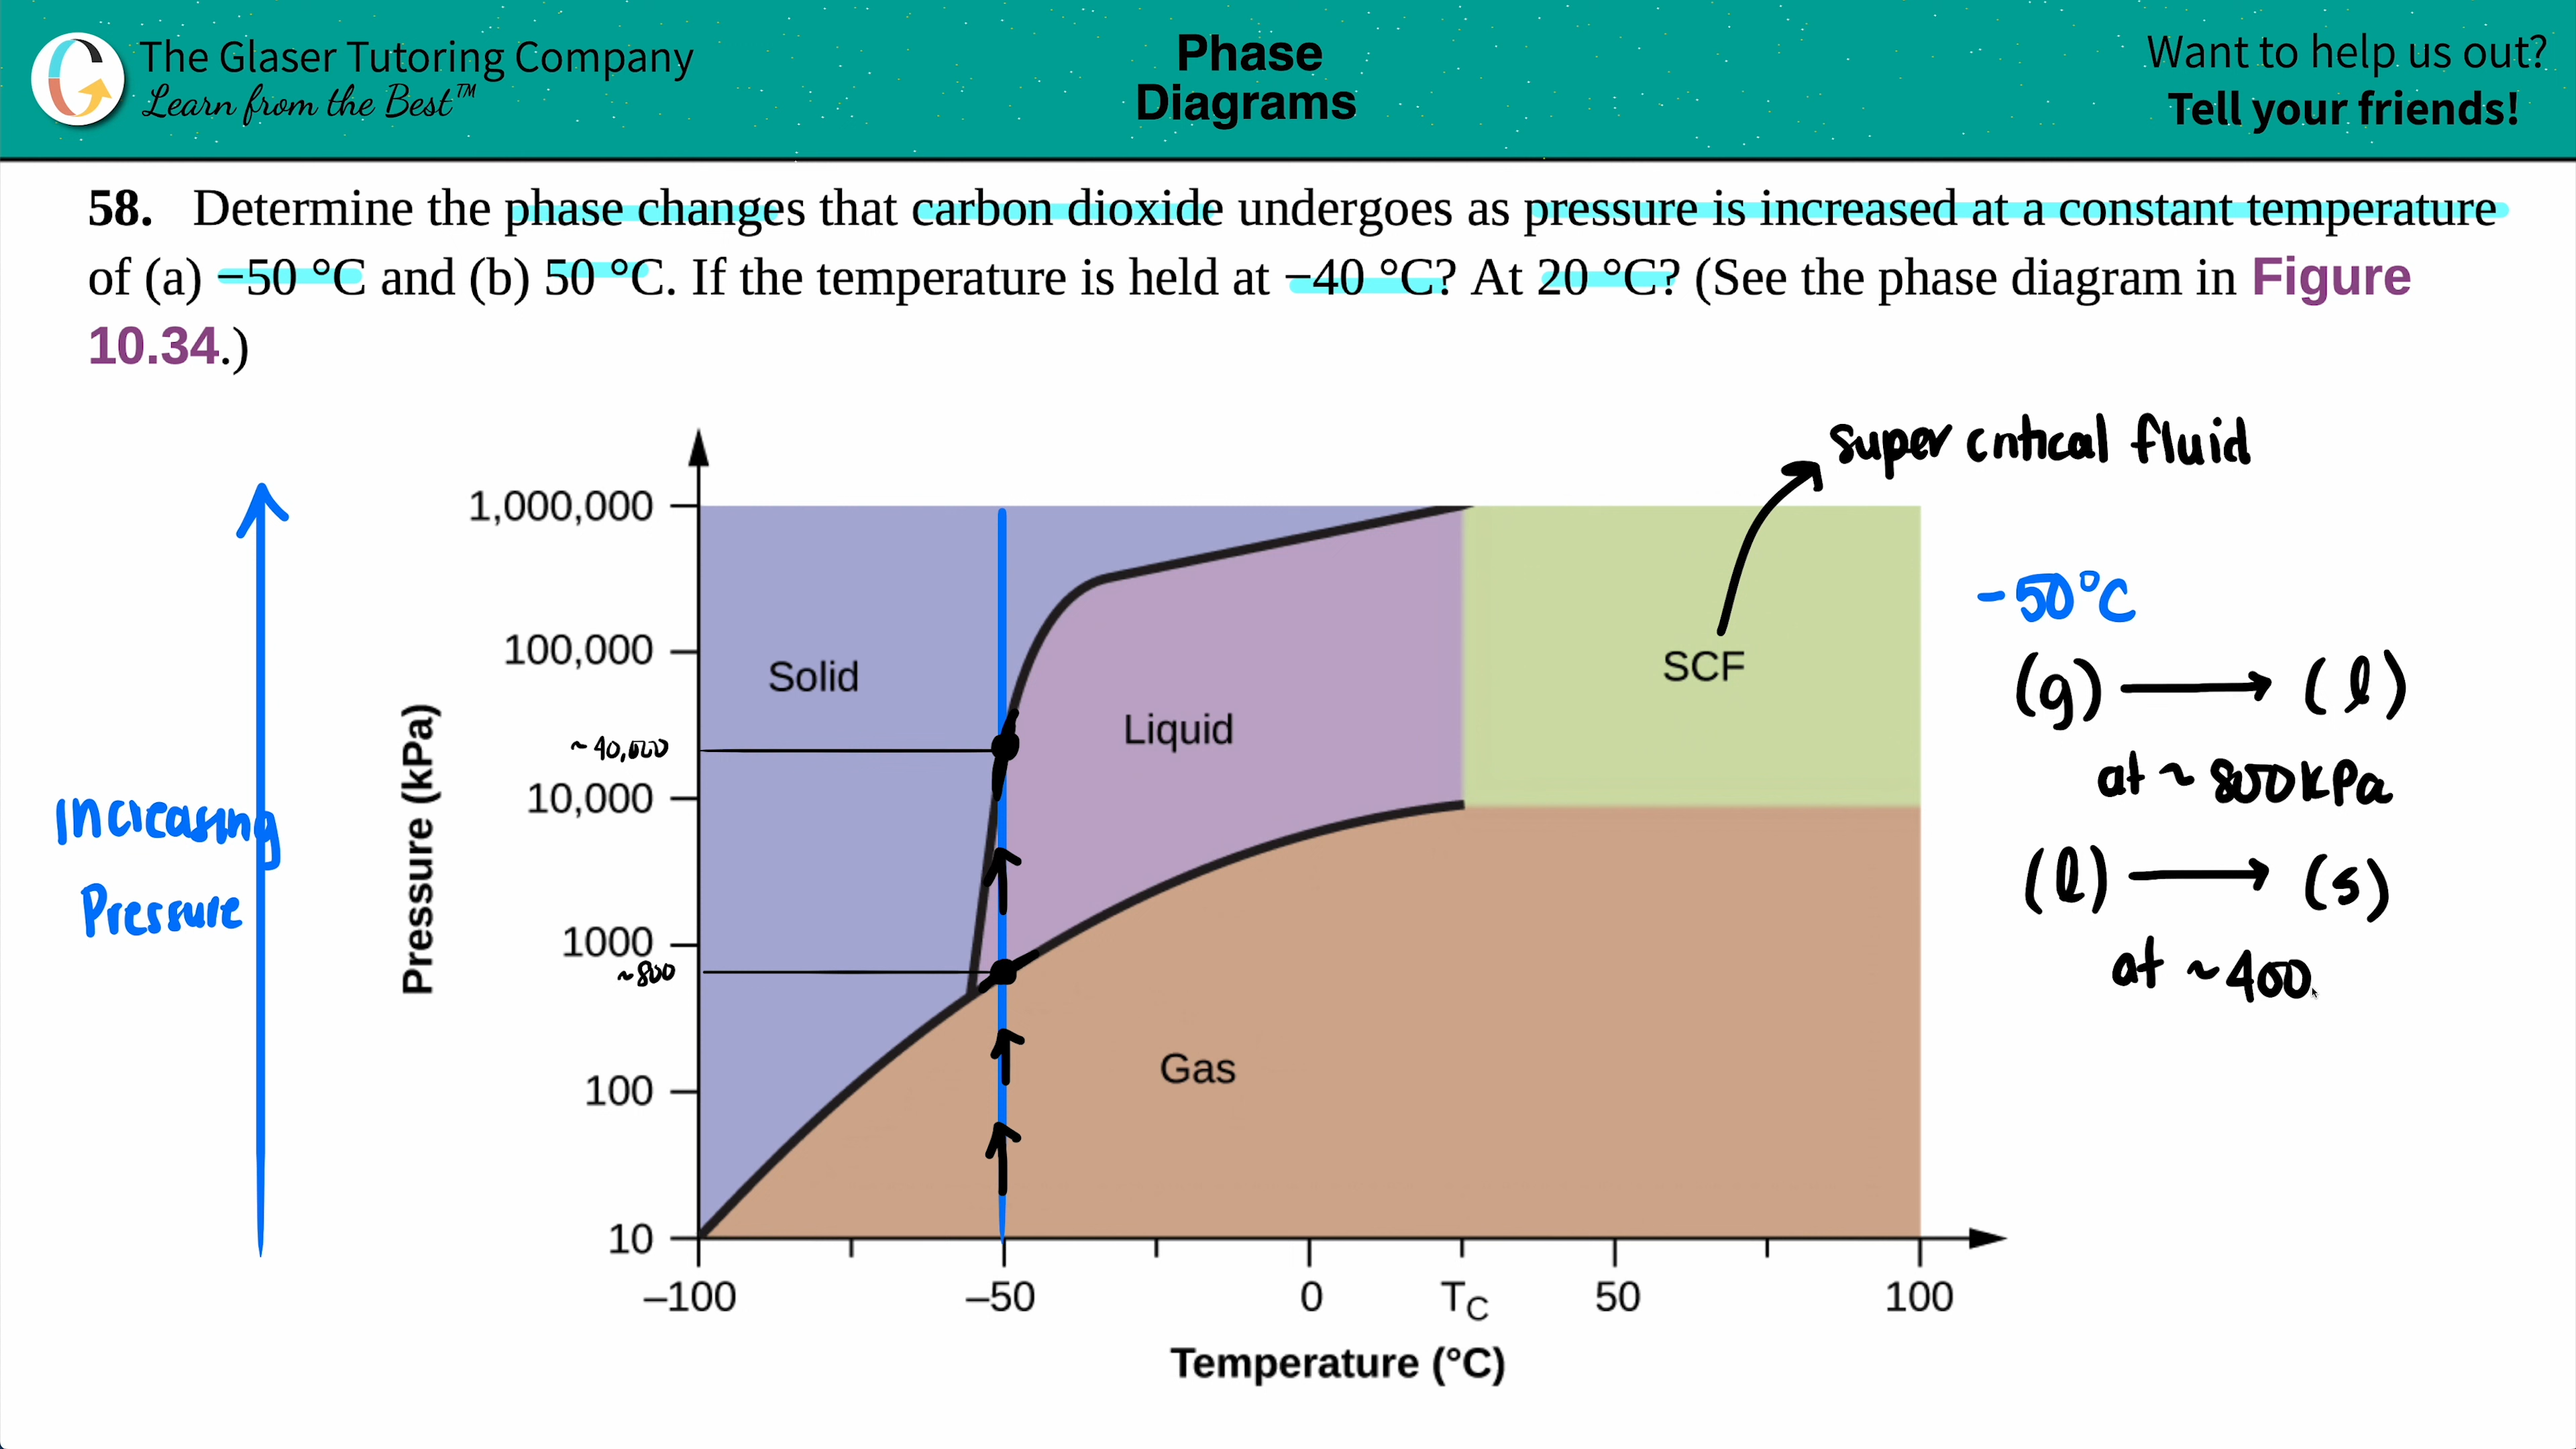 The Glaser Tutoring Company
Learn from the Best™
Phase
Diagrams
Want to help us out?
Tell your friends!
58. Determine the phase changes that carbon dioxide undergoes as pressure is increased at a constant temperature
of (a) −50 °C and (b) 50 °C. If the temperature is held at −40 °C? At 20 °C? (See the phase diagram in Figure
10.34.)
super critical fluid
Increasing
Pressure
Pressure (kPa)
1,000,000
100,000
~40,000
10,000
1000
~800
100
10
Solid
Liquid
SCF
Gas
–100
–50
0
TC
50
100
Temperature (°C)
-50°C
(g) → (l)
at ~ 800kPa
(l) → (s)
at ~400